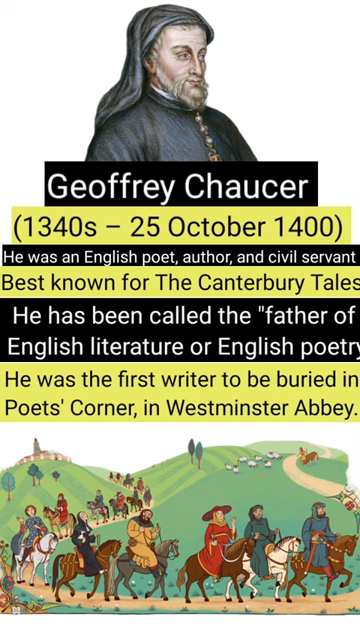 Geoffrey Chaucer
(1340s – 25 October 1400)
He was an English poet, author, and civil servant
Best known for The Canterbury Tales
He has been called the "father of
English literature or English poetry
He was the first writer to be buried in
Poets' Corner, in Westminster Abbey.